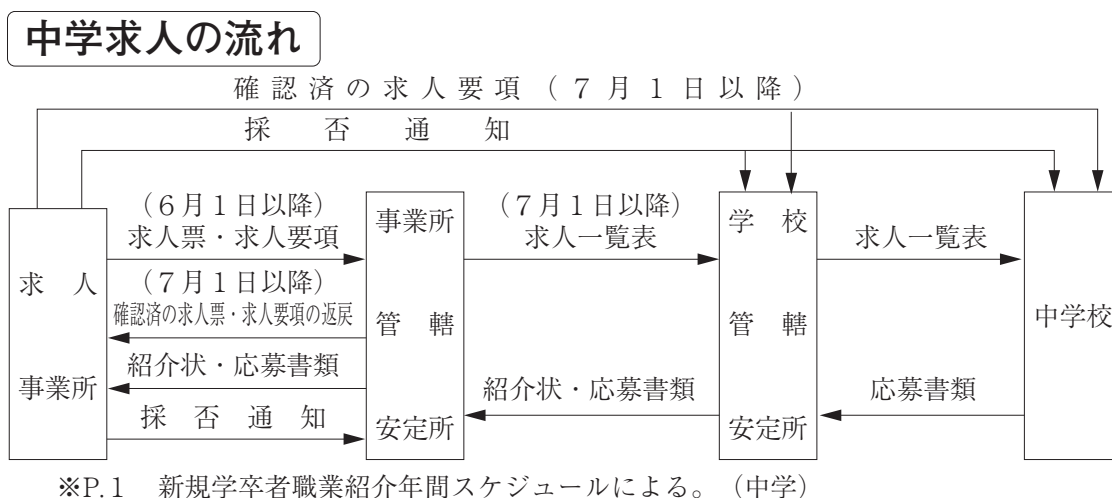 中学求人の流れ
確認済の求人要項（７月１日以降）
採否通知
（６月１日以降）
求人票・求人要項
（７月１日以降）
確認済の求人票・求人要項の返戻
紹介状・応募書類
採否通知
求人
事業所
事業所
管轄
安定所
（７月１日以降）
求人一覧表
紹介状・応募書類
学校
管轄
安定所
求人一覧表
応募書類
中学校
※P.１　新規学卒者職業紹介年間スケジュールによる。（中学）